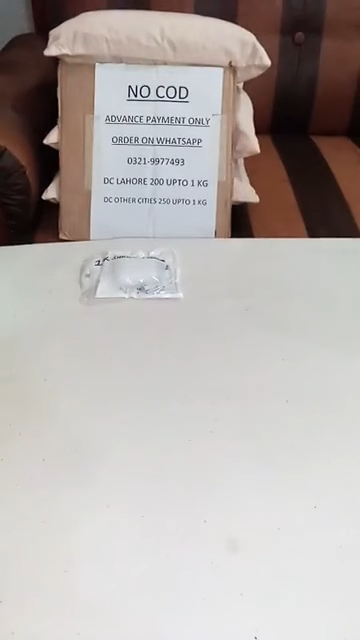 NO COD
ADVANCE PAYMENT ONLY
ORDER ON WHATSAPP
0321-9977493
DC LAHORE 200 UPTO 1 KG
DC OTHER CITIES 250 UPTO 1 KG